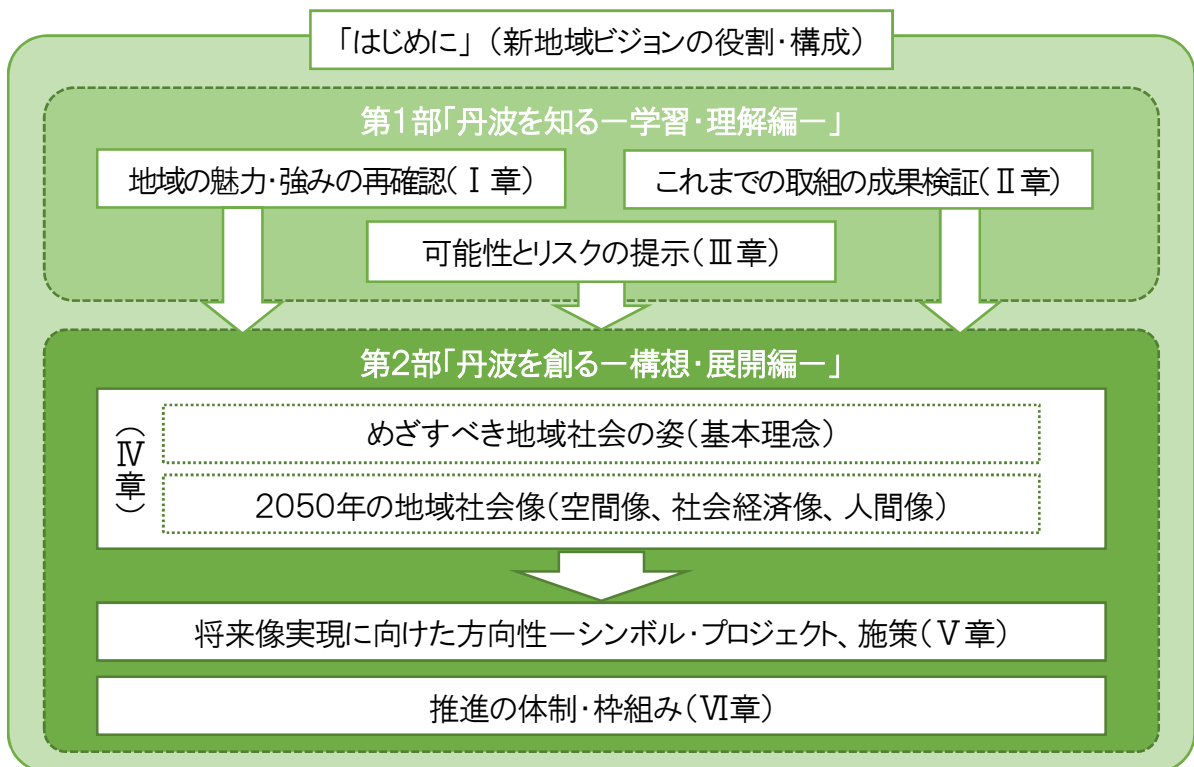 「はじめに」（新地域ビジョンの役割・構成）
第1部「丹波を知る－学習・理解編－」
地域の魅力・強みの再確認（Ⅰ章）
これまでの取組の成果検証（Ⅱ章）
可能性とリスクの提示（Ⅲ章）
第2部「丹波を創る－構想・展開編－」
（Ⅳ章）
めざすべき地域社会の姿（基本理念）
2050年の地域社会像（空間像、社会経済像、人間像）
将来像実現に向けた方向性－シンボル・プロジェクト、施策（Ⅴ章）
推進の体制・枠組み（Ⅵ章）